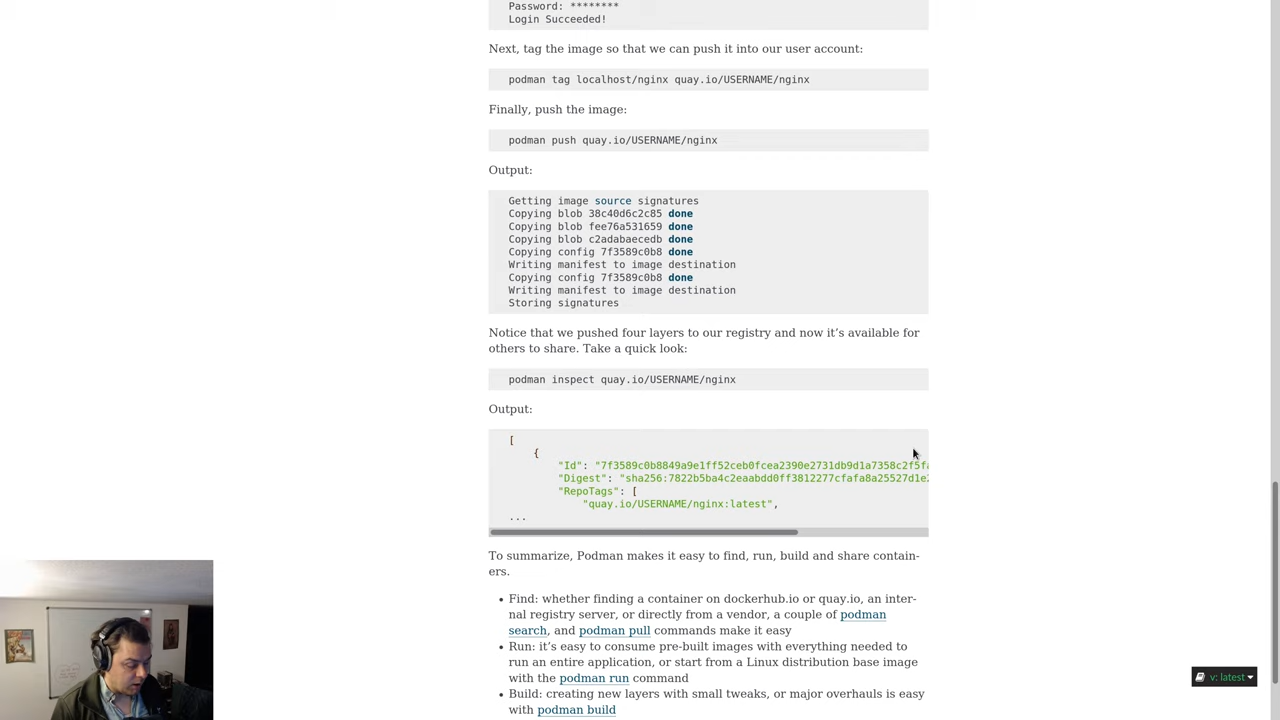 Password: ********
Login Succeeded!
Next, tag the image so that we can push it into our user account:
podman tag localhost/nginx quay.io/USERNAME/nginx
Finally, push the image:
podman push quay.io/USERNAME/nginx
Output:
Getting image source signatures
Copying blob 38c40d6c2c85 done
Copying blob fee76a531659 done
Copying blob c2adabaecedb done
Copying config 7f3589c0b8 done
Writing manifest to image destination
Copying config 7f3589c0b8 done
Writing manifest to image destination
Storing signatures
Notice that we pushed four layers to our registry and now it’s available for
others to share. Take a quick look:
podman inspect quay.io/USERNAME/nginx
Output:
[
{
"Id": "7f3589c0b8849a9e1ff52ceb0fcea2390e2731db9d1a7358c2f5fa
"Digest": "sha256:7822b5ba4c2eaabdd0ff3812277cfafa8a25527d1e2
"RepoTags": [
"quay.io/USERNAME/nginx:latest",
...
To summarize, Podman makes it easy to find, run, build and share contain-
ers.
• Find: whether finding a container on dockerhub.io or quay.io, an inter-
nal registry server, or directly from a vendor, a couple of podman
search, and podman pull commands make it easy
• Run: it’s easy to consume pre-built images with everything needed to
run an entire application, or start from a Linux distribution base image
with the podman run command
• Build: creating new layers with small tweaks, or major overhauls is easy
with podman build
v: latest